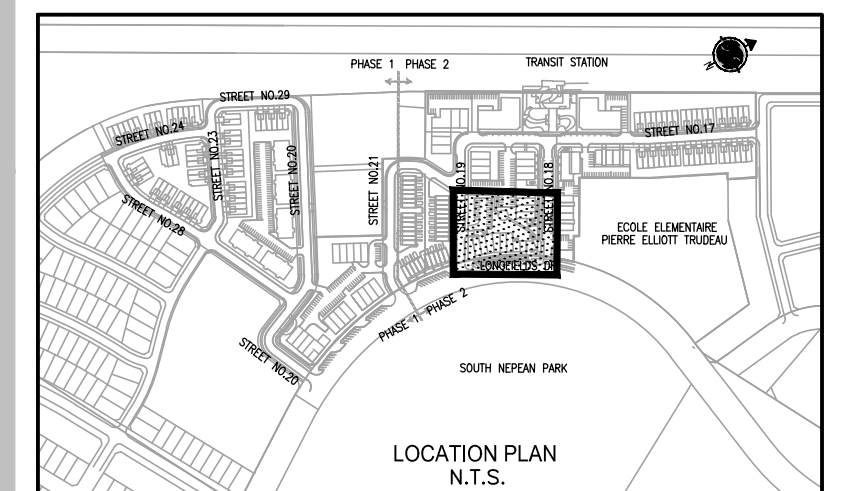 PHASE 1 PHASE 2
TRANSIT STATION
STREET NO.29
STREET NO.24
STREET NO.23
STREET NO.20
STREET NO.21
STREET NO.19
STREET NO.18
STREET NO.17
STREET NO.28
ECOLE ELEMENTAIRE
PIERRE ELLIOTT TRUDEAU
LONGFIELDS DR
PHASE 1 PHASE 2
STREET NO.20
SOUTH NEPEAN PARK
LOCATION PLAN
N.T.S.